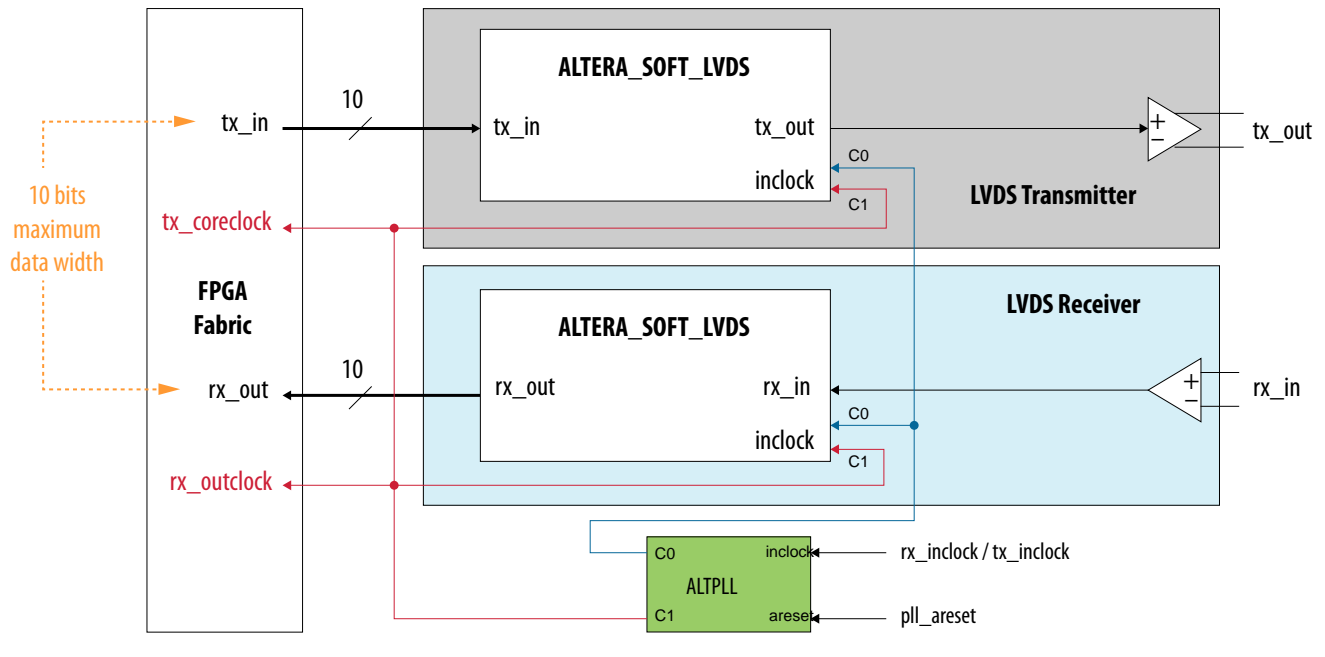 ALTERA_SOFT_LVDS
10
tx_in
tx_in
tx_out
+
−
tx_out
C0
inclock
C1
LVDS Transmitter
10 bits
maximum
data width
tx_coreclock
FPGA
Fabric
LVDS Receiver
ALTERA_SOFT_LVDS
10
rx_out
rx_out
rx_in
+
−
rx_in
C0
inclock
C1
rx_outclock
C0
inclock
rx_inclock / tx_inclock
ALTPLL
C1
areset
pll_areset